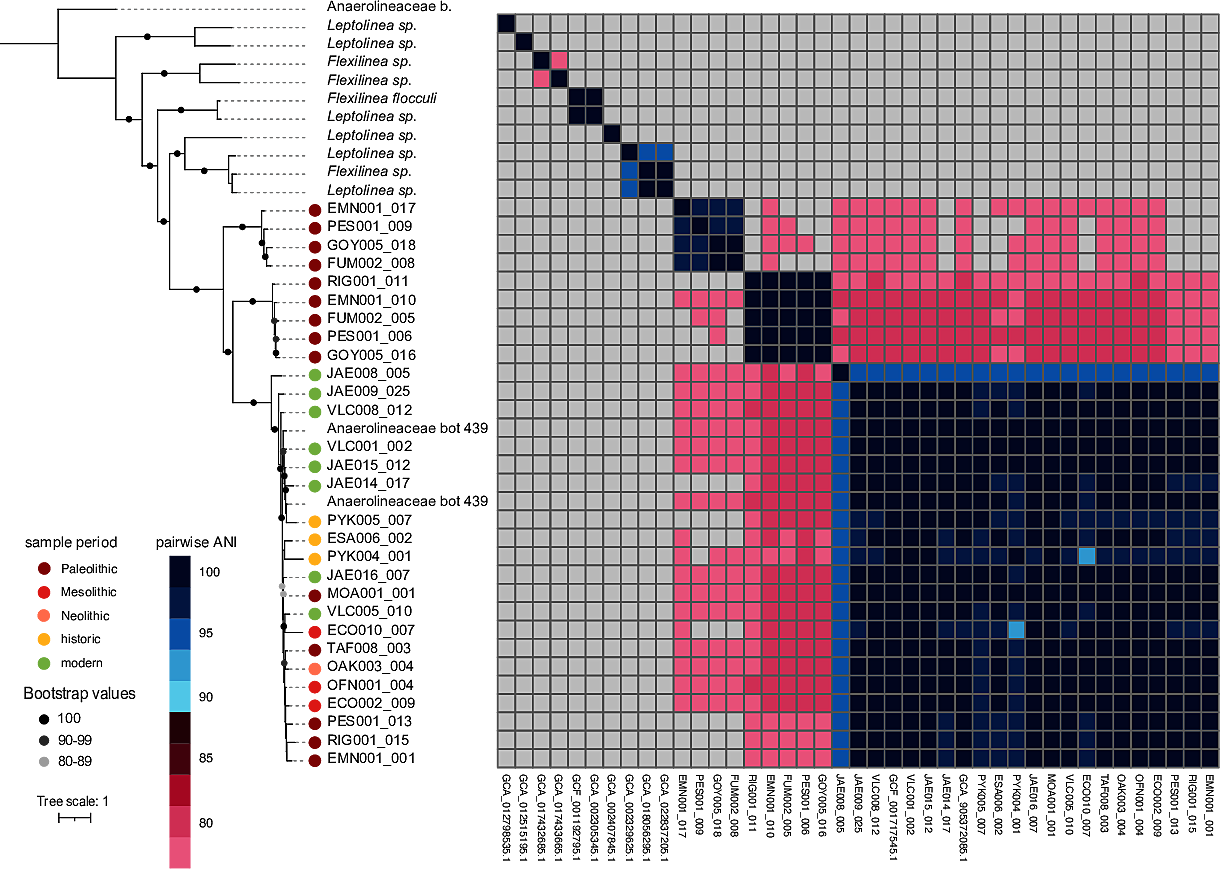 Anaerolineaceae b.
Leptolinea sp.
Leptolinea sp.
Flexilinea sp.
Flexilinea sp.
Flexilinea flocculi
Leptolinea sp.
Leptolinea sp.
Leptolinea sp.
Flexilinea sp.
Leptolinea sp.
EMN001_017
PES001_009
GOY005_018
FUM002_008
RIG001_011
EMN001_010
FUM002_005
PES001_006
GOY005_016
JAE008_005
JAE009_025
VLC008_012
Anaerolineaceae bot 439
VLC001_002
JAE015_012
JAE014_017
Anaerolineaceae bot 439
PYK005_007
ESA006_002
PYK004_001
JAE016_007
MOA001_001
VLC005_010
ECO010_007
TAF008_003
OAK003_004
OFN001_004
ECO002_009
PES001_013
RIG001_015
EMN001_001
sample period
Paleolithic
Mesolithic
Neolithic
historic
modern
Bootstrap values
100
90-99
80-89
Tree scale: 1
pairwise ANI
100
95
90
85
80
GCA_012798535.1
GCA_012515195.1
GCA_017432685.1
GCA_017433665.1
GCF_001192795.1
GCA_002305345.1
GCA_002407845.1
GCA_002329625.1
GCA_018056295.1
GCA_022837205.1
EMN001_017
PES001_009
GOY005_018
FUM002_008
RIG001_011
EMN001_010
FUM002_005
PES001_006
GOY005_016
JAE008_005
JAE009_025
VLC008_012
GCF_001717545.1
VLC001_002
JAE015_012
JAE014_017
GCA_905372085.1
PYK005_007
ESA006_002
PYK004_001
JAE016_007
MOA001_001
VLC005_010
ECO010_007
TAF008_003
OAK003_004
OFN001_004
ECO002_009
PES001_013
RIG001_015
EMN001_001